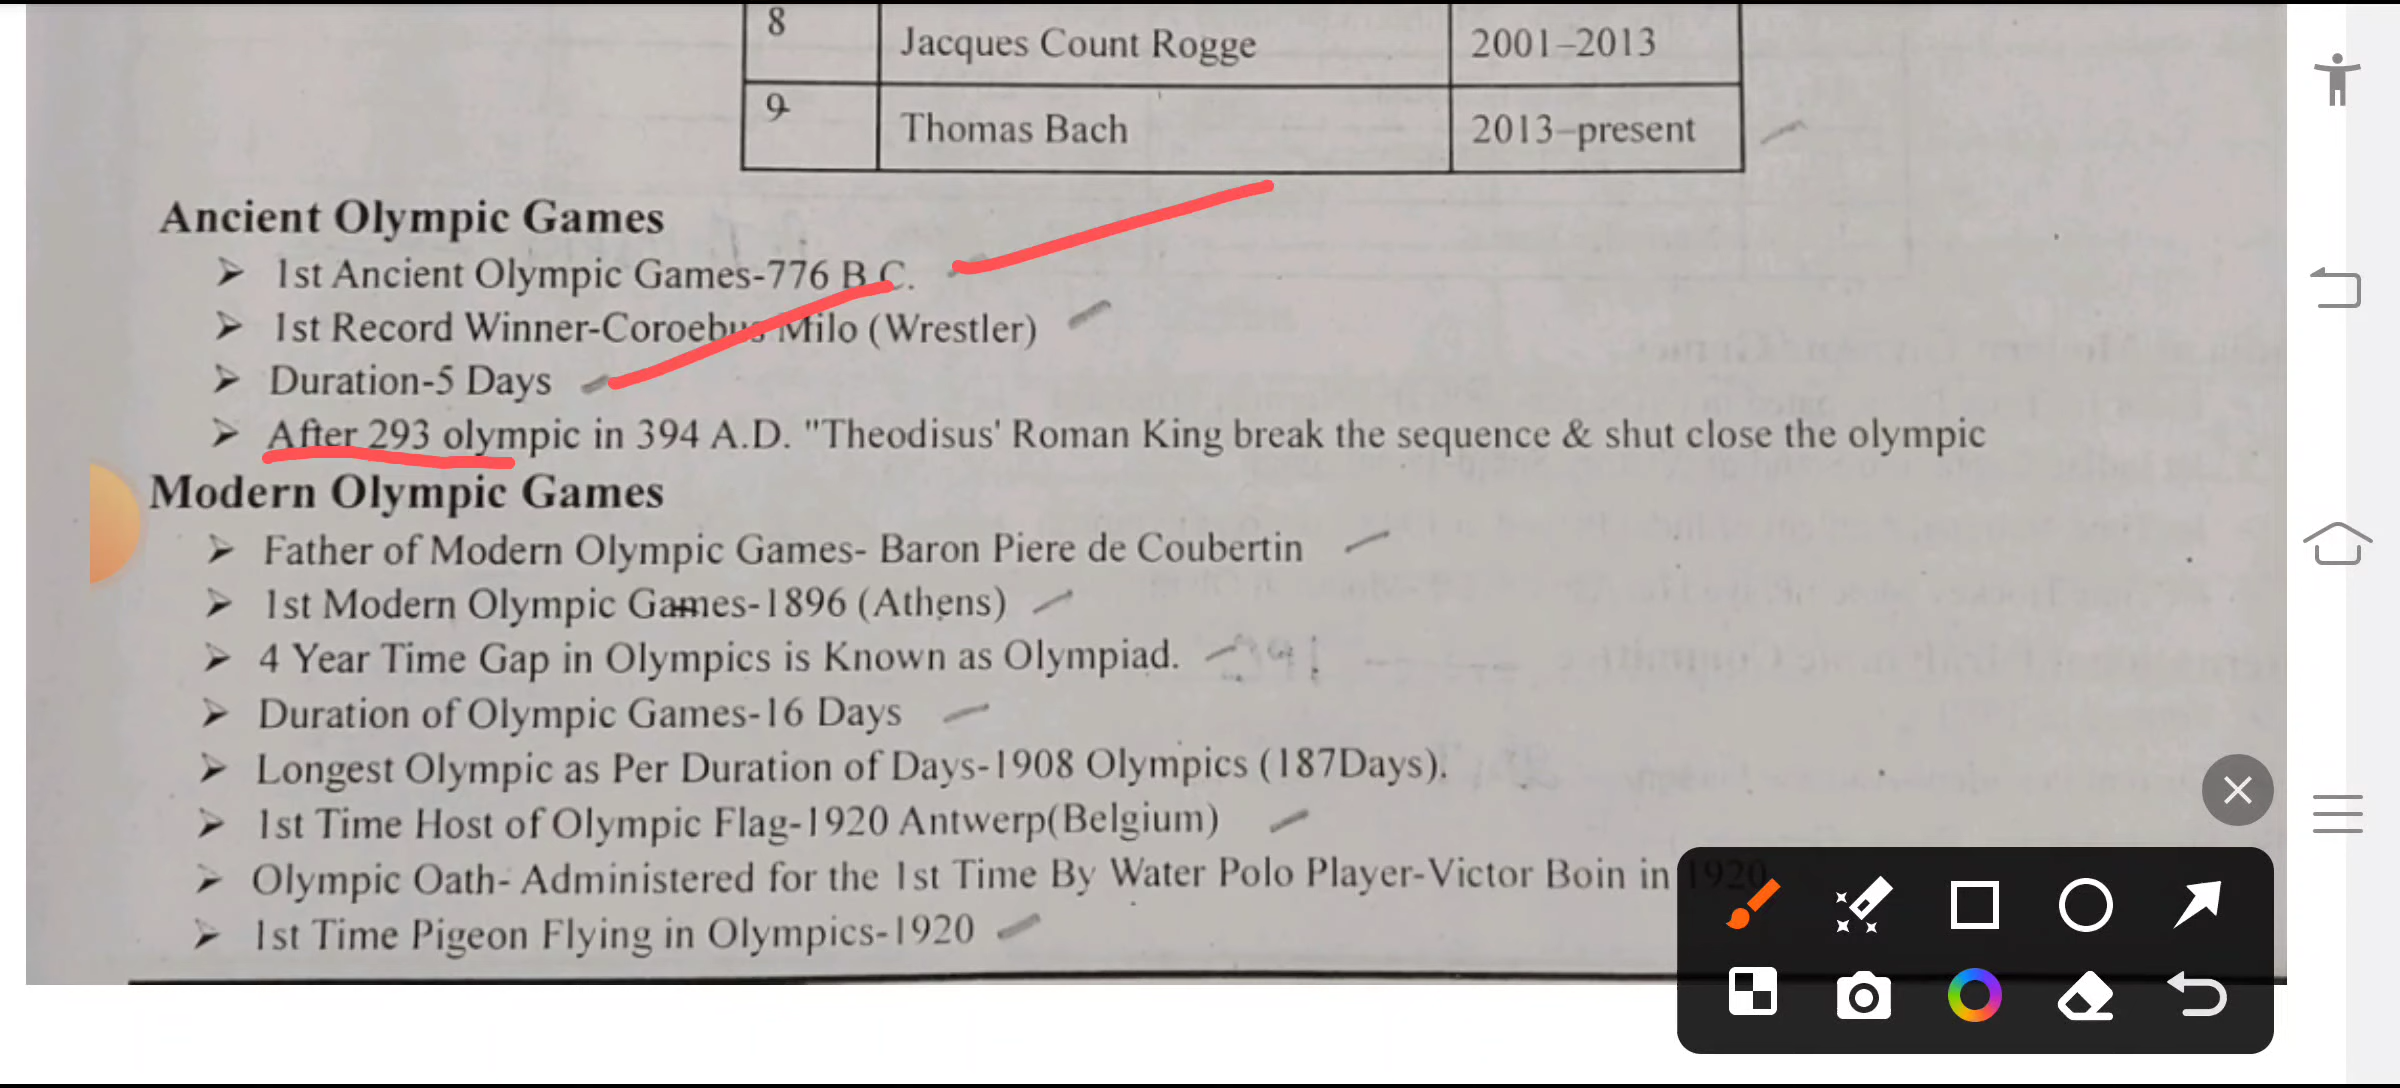 8 Jacques Count Rogge 2001–2013
9 Thomas Bach 2013–present
Ancient Olympic Games
➢ 1st Ancient Olympic Games-776 B.C.
➢ 1st Record Winner-Coroebus Milo (Wrestler)
➢ Duration-5 Days
➢ After 293 olympic in 394 A.D. "Theodisus' Roman King break the sequence & shut close the olympic
Modern Olympic Games
➢ Father of Modern Olympic Games- Baron Piere de Coubertin
➢ 1st Modern Olympic Games-1896 (Athens)
➢ 4 Year Time Gap in Olympics is Known as Olympiad.
➢ Duration of Olympic Games-16 Days
➢ Longest Olympic as Per Duration of Days-1908 Olympics (187Days).
➢ 1st Time Host of Olympic Flag-1920 Antwerp(Belgium)
➢ Olympic Oath- Administered for the 1st Time By Water Polo Player-Victor Boin in 1920
➢ 1st Time Pigeon Flying in Olympics-1920